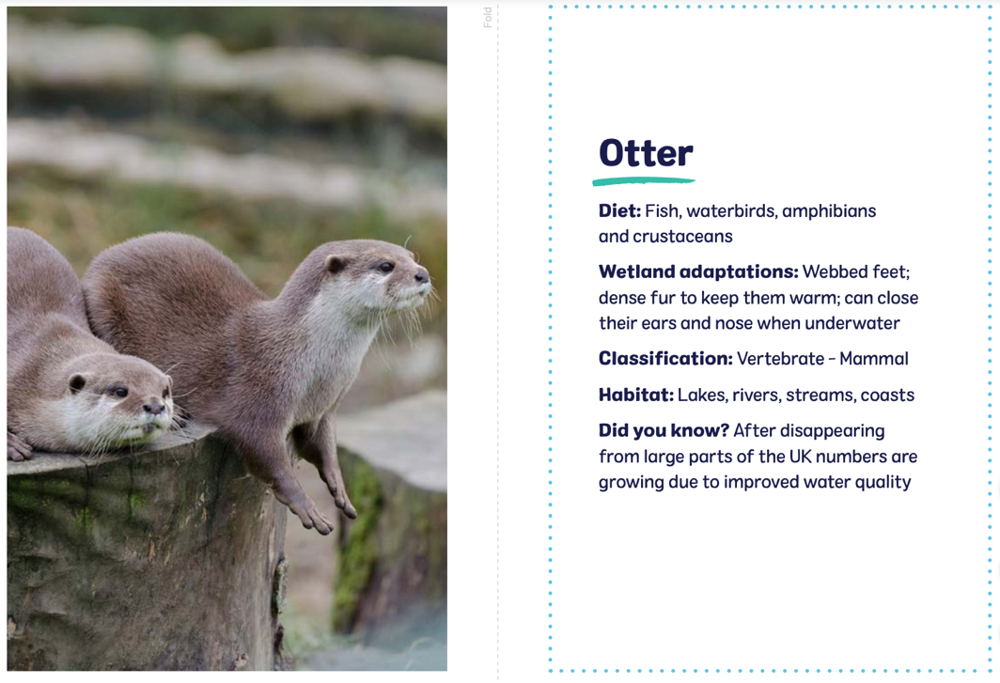 Fold
Otter
Diet: Fish, waterbirds, amphibians
and crustaceans
Wetland adaptations: Webbed feet;
dense fur to keep them warm; can close
their ears and nose when underwater
Classification: Vertebrate - Mammal
Habitat: Lakes, rivers, streams, coasts
Did you know? After disappearing
from large parts of the UK numbers are
growing due to improved water quality